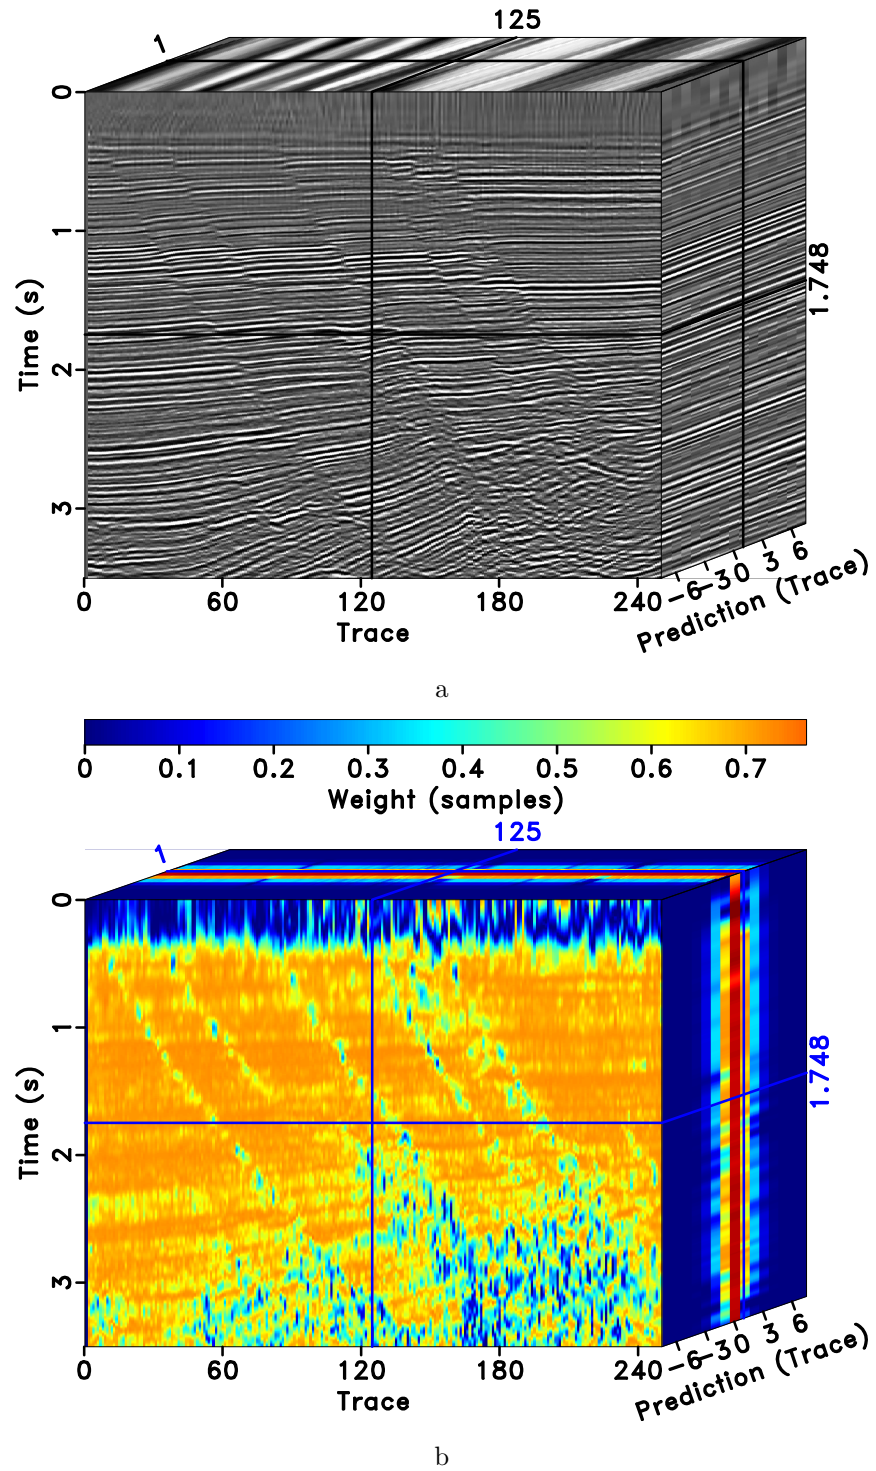 125
1
0
1
2
3
Time (s)
1.748
0 60 120 180 240
Trace
−6 −3 0 3 6
Prediction (Trace)
a
0 0.1 0.2 0.3 0.4 0.5 0.6 0.7
Weight (samples)
125
1
0
1
2
3
Time (s)
1.748
0 60 120 180 240
Trace
−6 −3 0 3 6
Prediction (Trace)
b